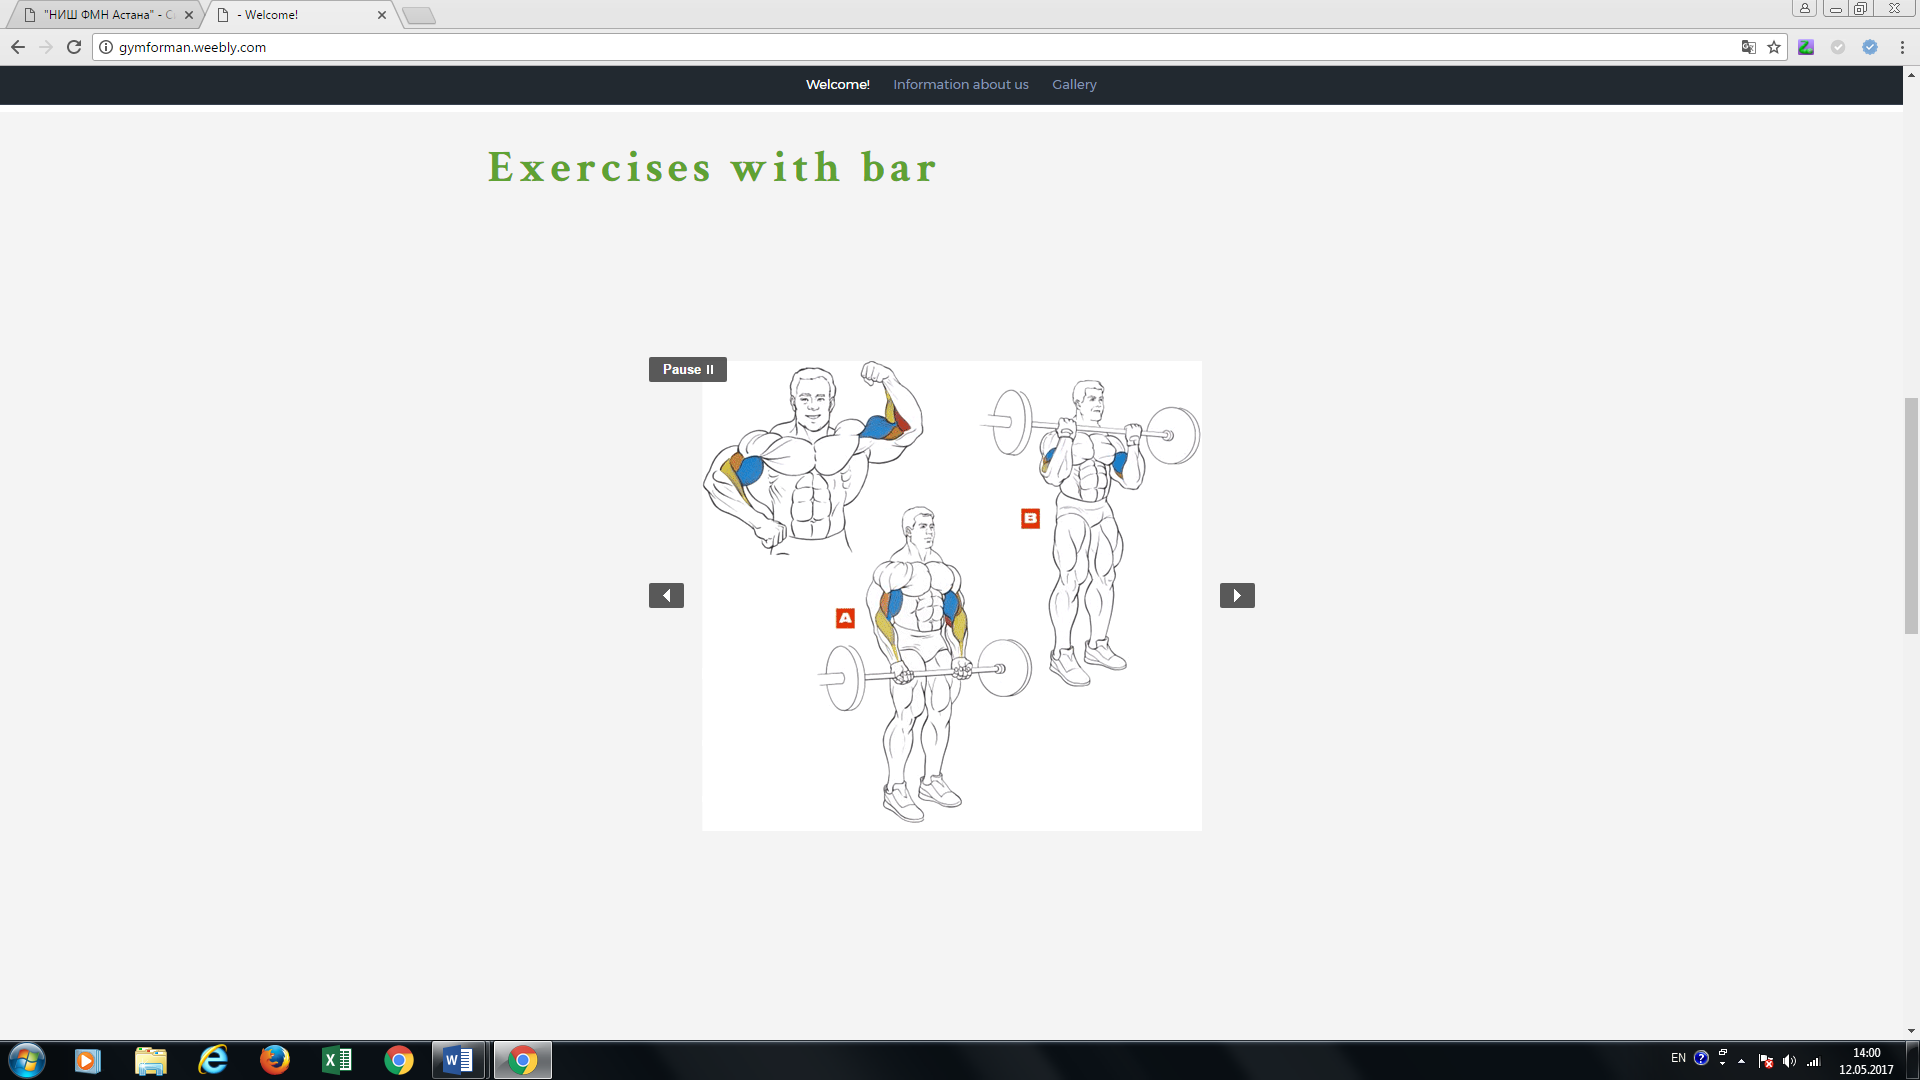 "НИШ ФМН Астана" - С
- Welcome!
gymforman.weebly.com
Welcome! Information about us Gallery
Exercises with bar
Pause II
B
A
EN
14:00
12.05.2017